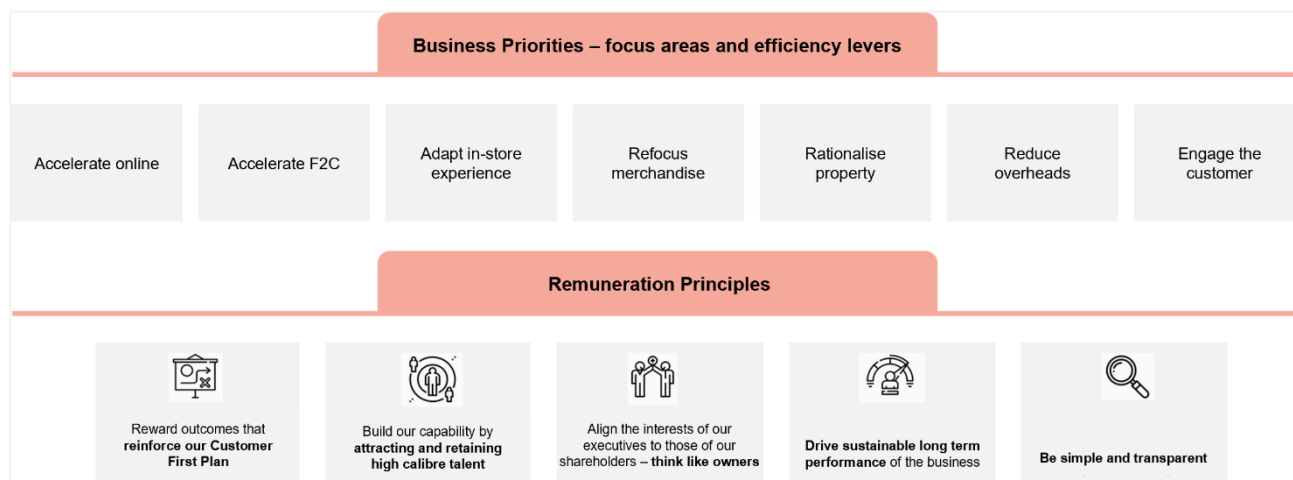 Business Priorities – focus areas and efficiency levers
Accelerate online
Accelerate F2C
Adapt in-store
experience
Refocus
merchandise
Rationalise
property
Reduce
overheads
Engage the
customer
Remuneration Principles
Reward outcomes that
reinforce our Customer
First Plan
Build our capability by
attracting and retaining
high calibre talent
Align the interests of our
executives to those of our
shareholders – think like owners
Drive sustainable long term
performance of the business
Be simple and transparent